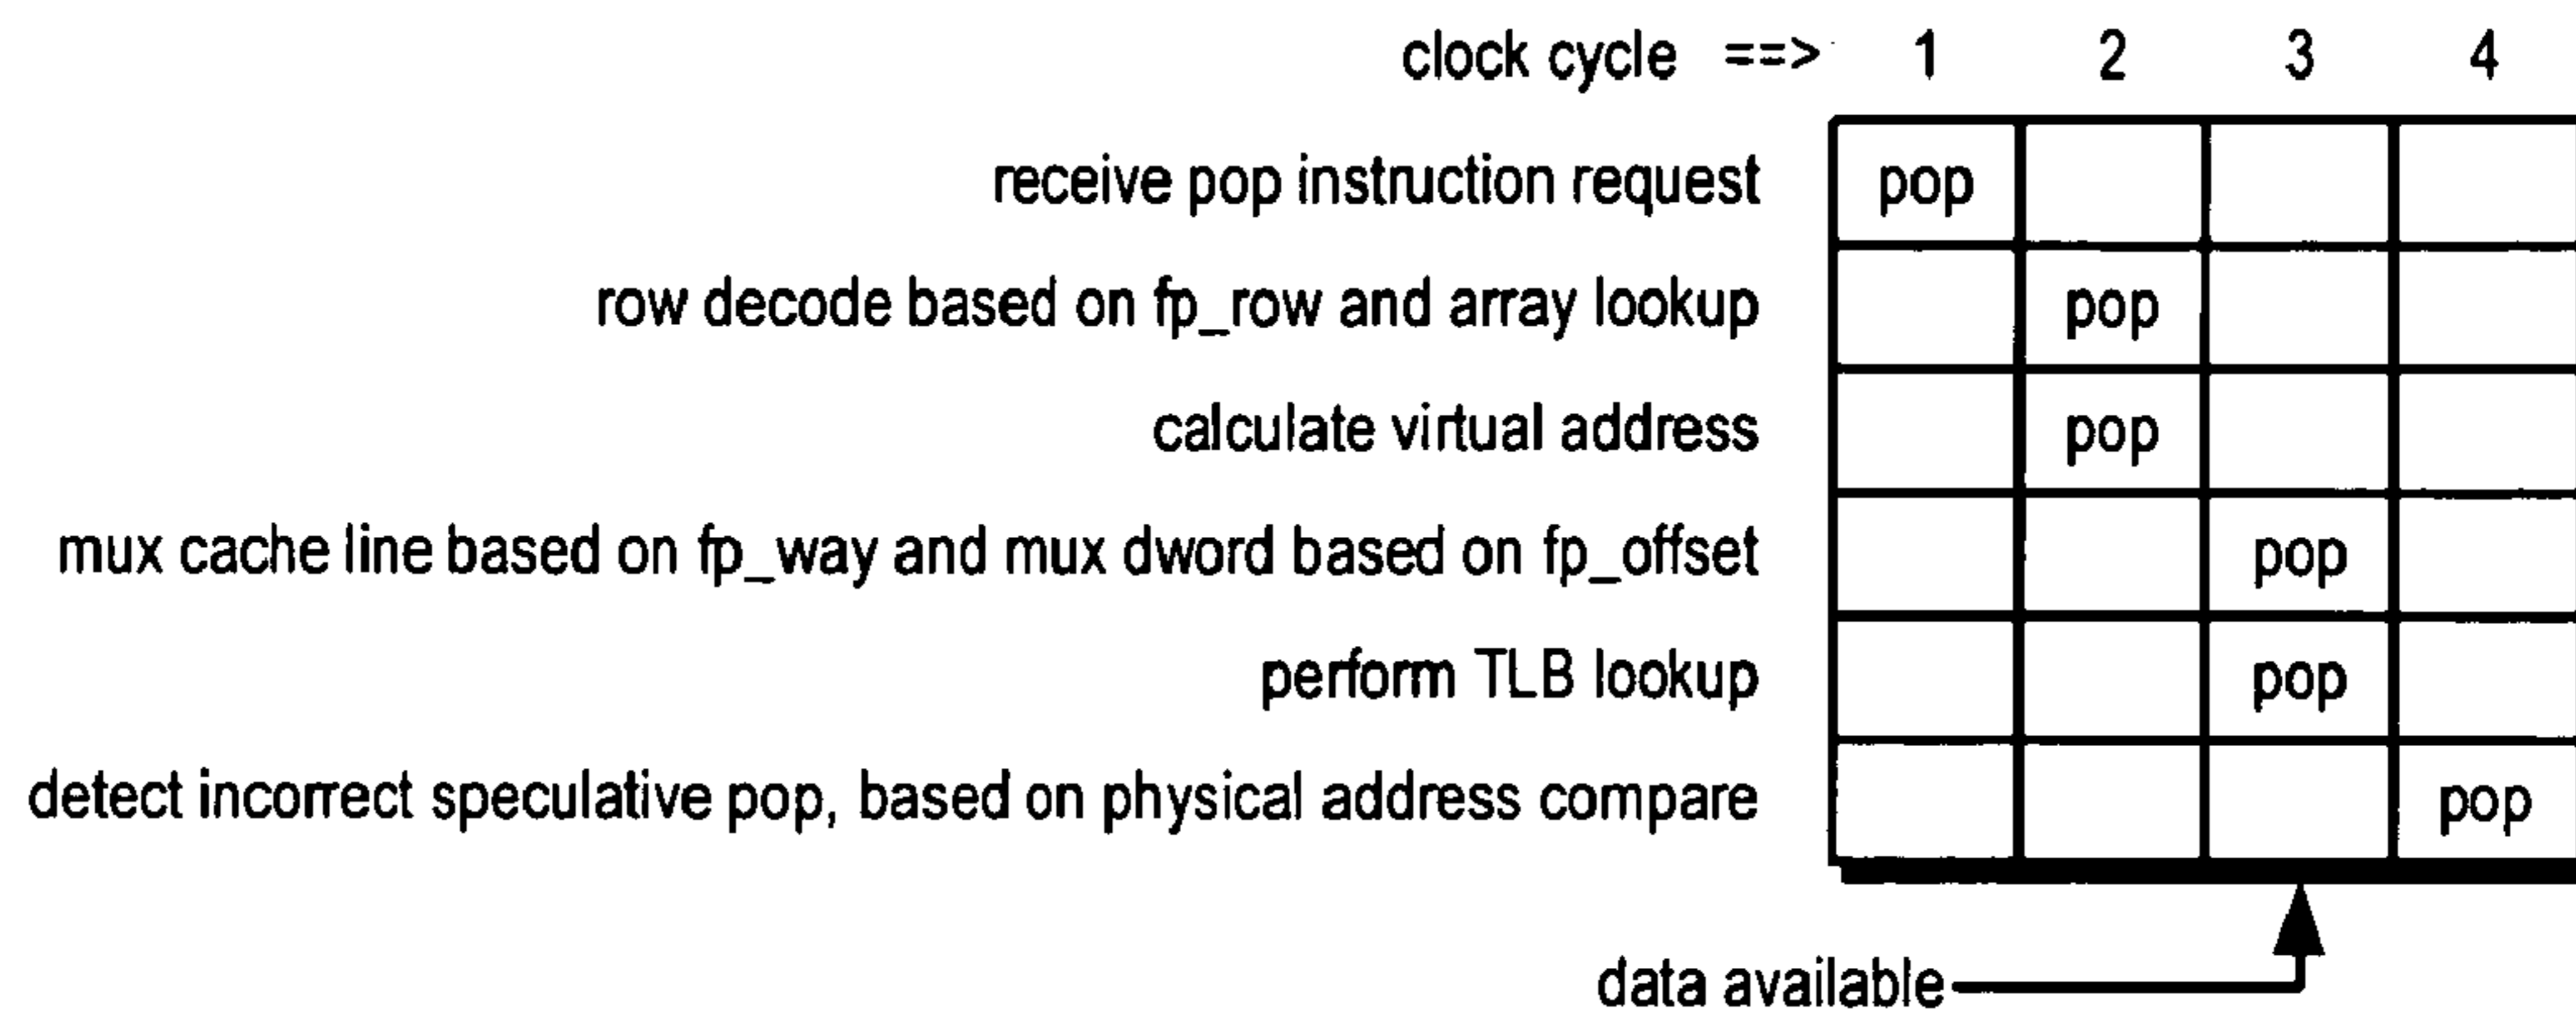 clock cycle ==> 1 2 3 4
receive pop instruction request pop
row decode based on fp_row and array lookup pop
calculate virtual address pop
mux cache line based on fp_way and mux dword based on fp_offset pop
perform TLB lookup pop
detect incorrect speculative pop, based on physical address compare pop
data available